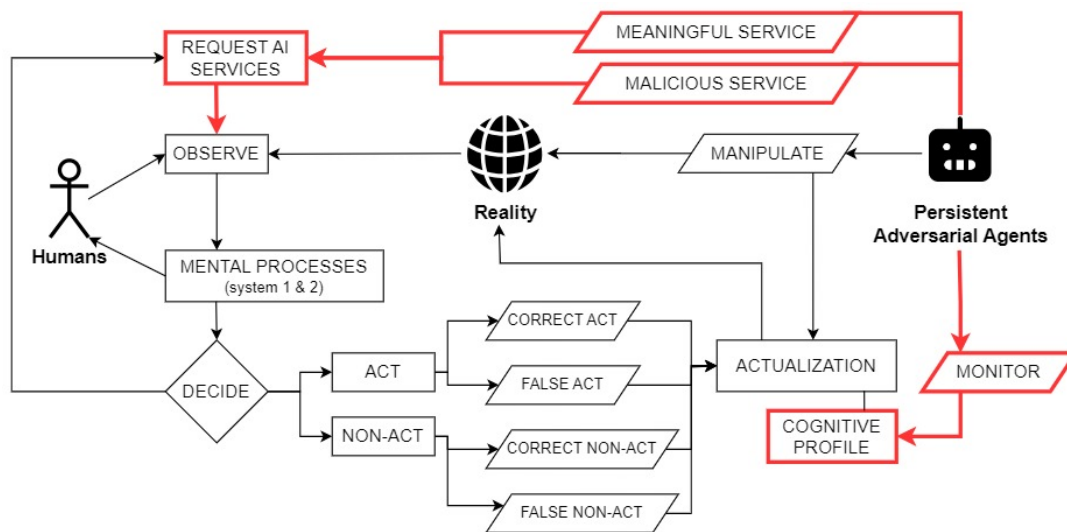 MEANINGFUL SERVICE
REQUEST AI
SERVICES
MALICIOUS SERVICE
OBSERVE
MANIPULATE
Reality
Persistent
Adversarial Agents
Humans
MENTAL PROCESSES
(system 1 & 2)
CORRECT ACT
ACT
ACTUALIZATION
MONITOR
DECIDE
FALSE ACT
COGNITIVE
PROFILE
NON-ACT
CORRECT NON-ACT
FALSE NON-ACT